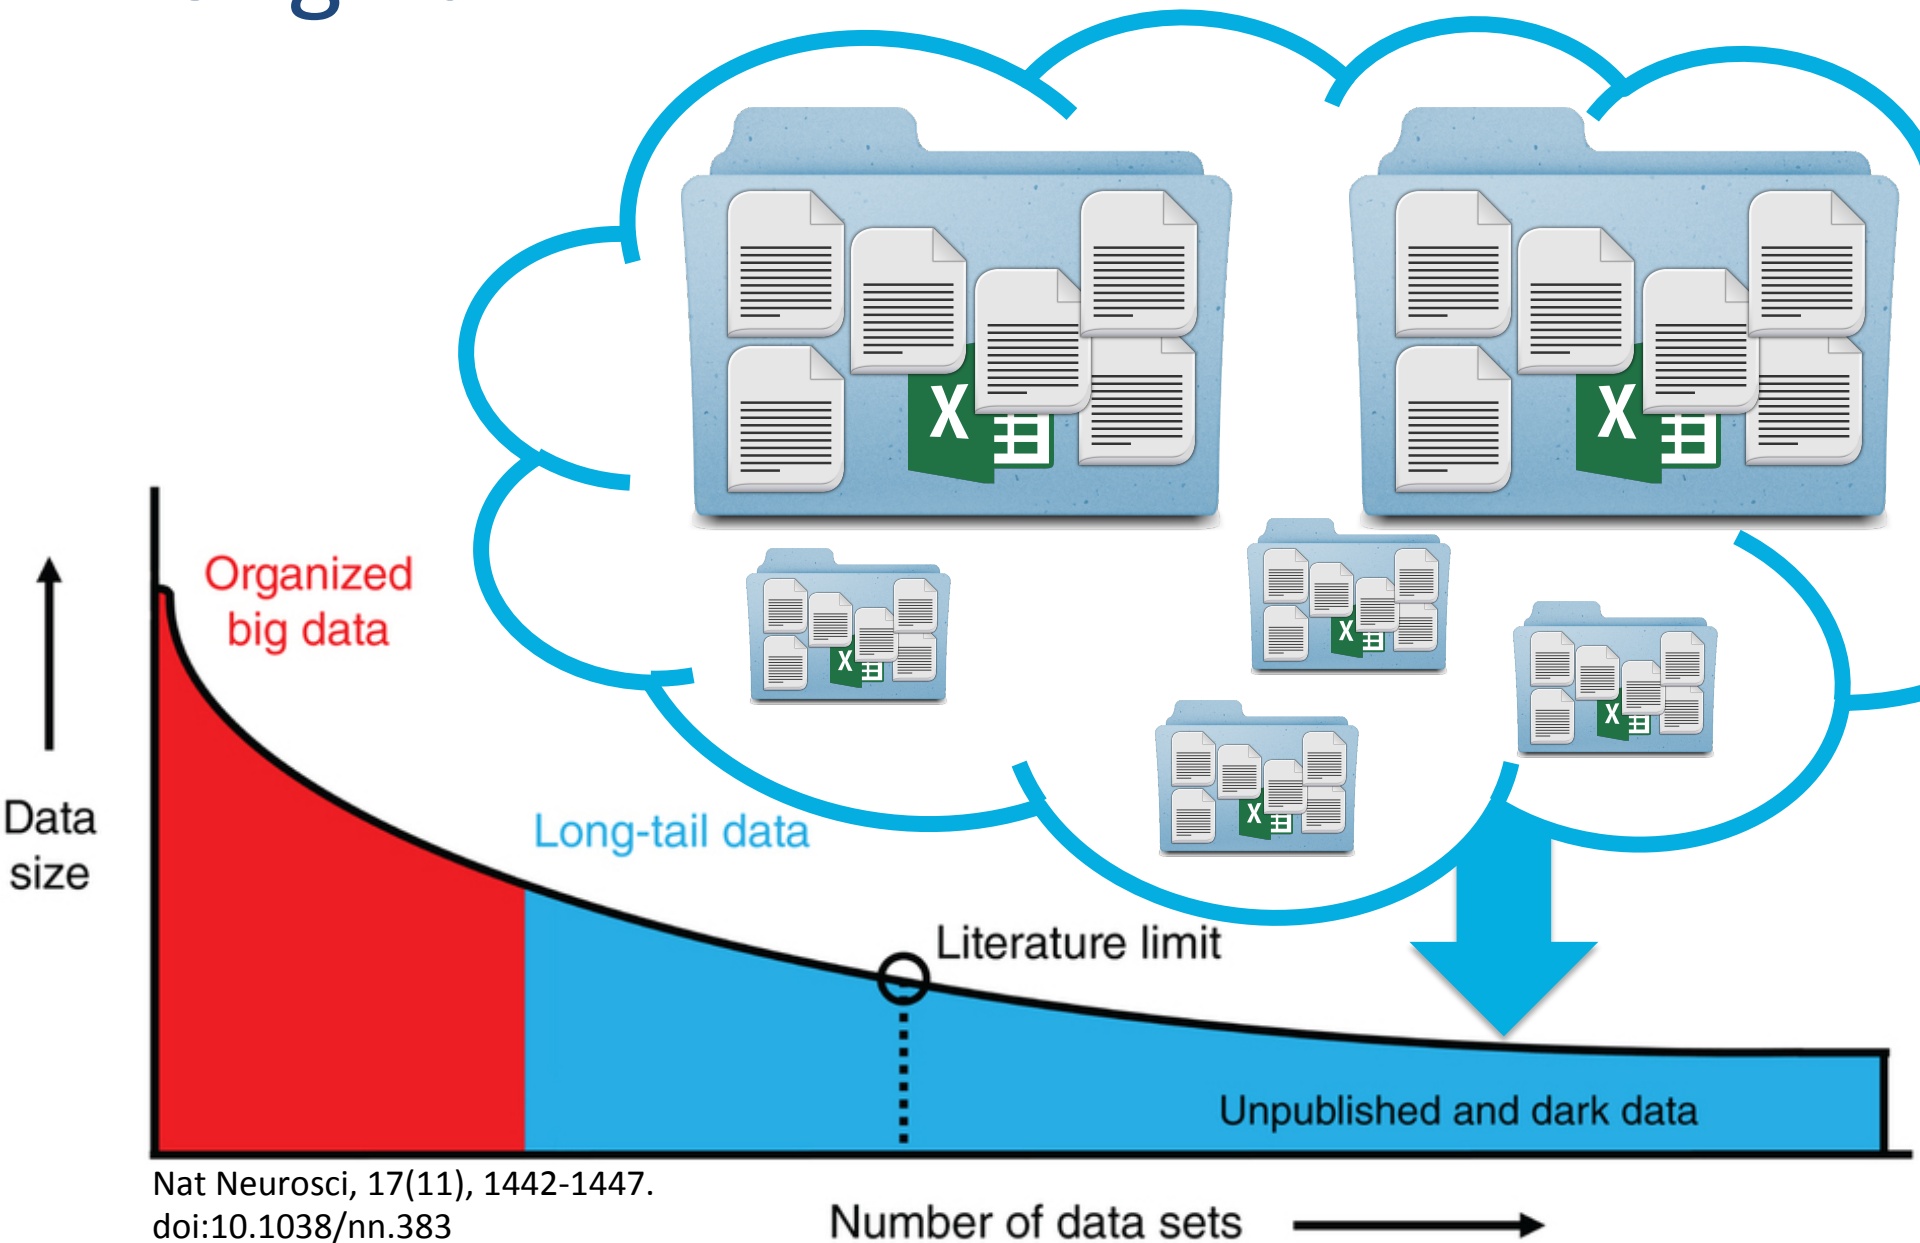 Organized
big data
Data
size
Long-tail data
Literature limit
Unpublished and dark data
Nat Neurosci, 17(11), 1442-1447.
doi:10.1038/nn.383
Number of data sets
X
X
X
X
X
X